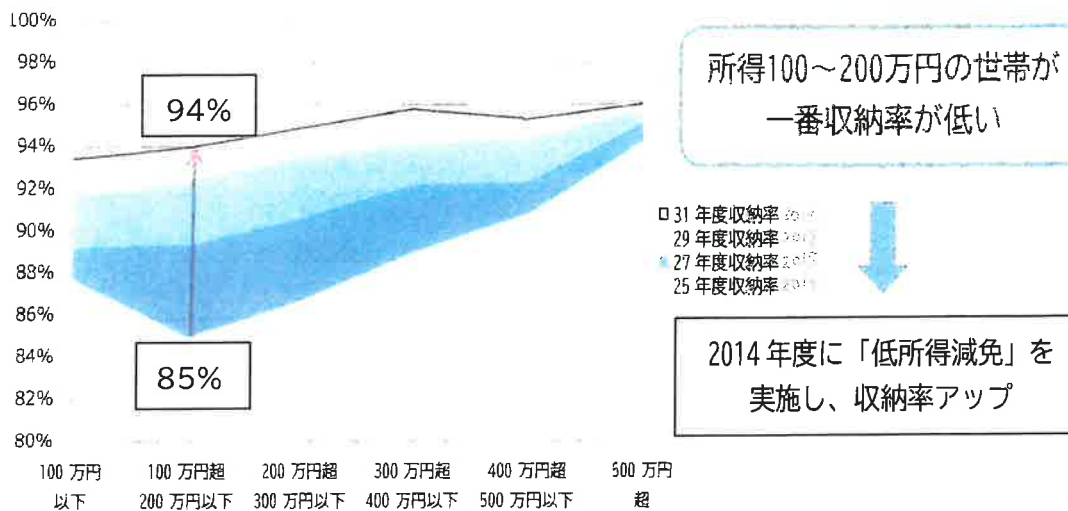 100%
98%
96%
94%
92%
90%
88%
86%
84%
82%
80%
94%
85%
100 万円
以下
100 万円超
200 万円以下
200 万円超
300 万円以下
300 万円超
400 万円以下
400 万円超
500 万円以下
500 万円
超
所得100～200万円の世帯が
一番収納率が低い
31 年度収納率
29 年度収納率
27 年度収納率
25 年度収納率
2014 年度に「低所得減免」を
実施し、収納率アップ